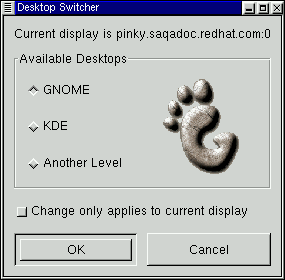 Desktop Switcher
Current display is pinky.saqadoc.redhat.com:0
Available Desktops
GNOME
KDE
Another Level
Change only applies to current display
OK
Cancel